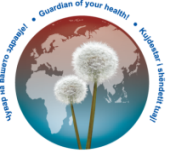 Чувар на вашето здравје!
Guardian of your health!
Kujdestar i shëndetit tuaj!